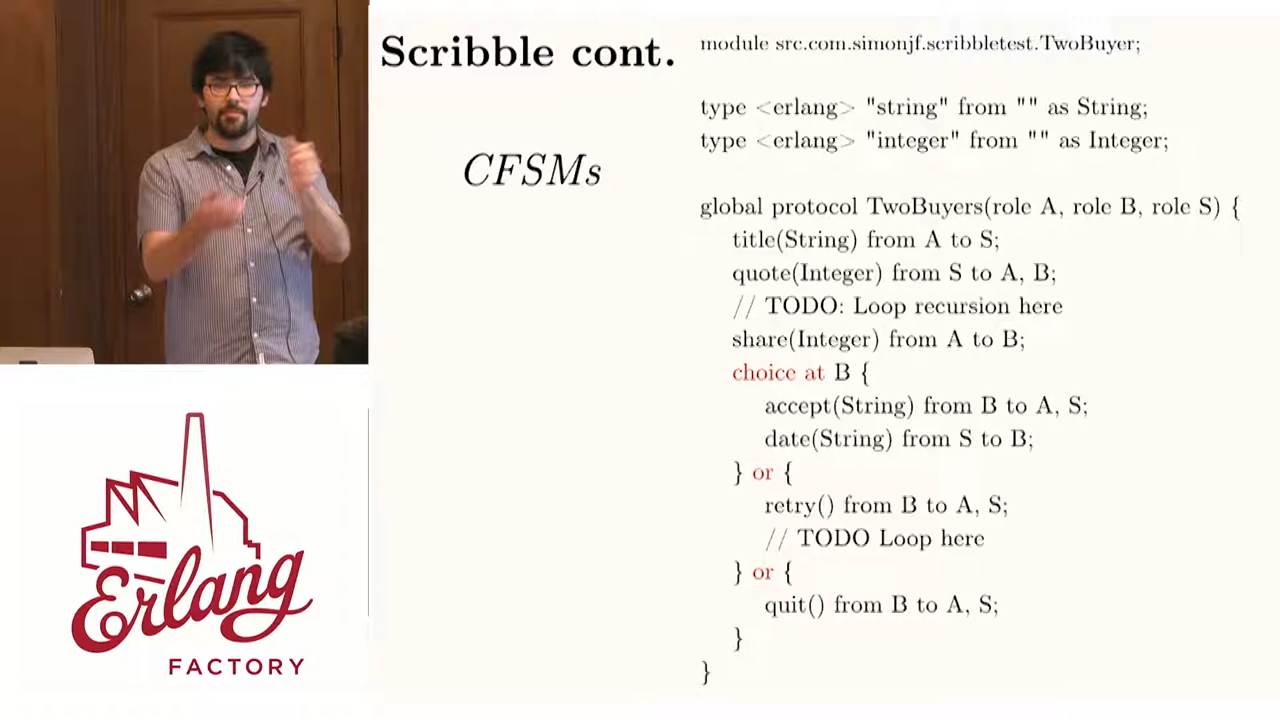 Scribble cont.
CFSMs
module src.com.simonjf.scribbletest.TwoBuyer;
type <erlang> "string" from "" as String;
type <erlang> "integer" from "" as Integer;
global protocol TwoBuyers(role A, role B, role S) {
title(String) from A to S;
quote(Integer) from S to A, B;
// TODO: Loop recursion here
share(Integer) from A to B;
choice at B {
accept(String) from B to A, S;
date(String) from S to B;
} or {
retry() from B to A, S;
// TODO Loop here
} or {
quit() from B to A, S;
}
}
Erlang
FACTORY